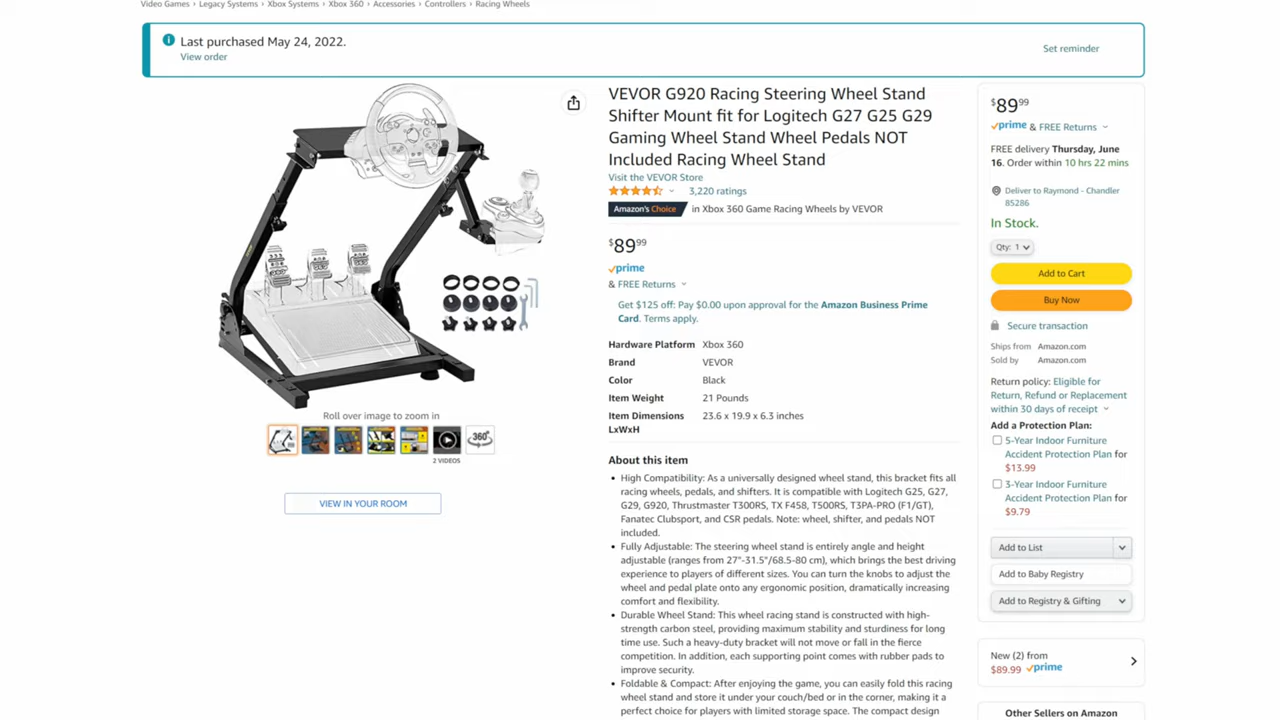 Video Games › Legacy Systems › Xbox Systems › Xbox 360 › Accessories › Controllers › Racing Wheels
Last purchased May 24, 2022.
View order
Set reminder
VEVOR G920 Racing Steering Wheel Stand
Shifter Mount fit for Logitech G27 G25 G29
Gaming Wheel Stand Wheel Pedals NOT
Included Racing Wheel Stand
Visit the VEVOR Store
3,220 ratings
Amazon's Choice in Xbox 360 Game Racing Wheels by VEVOR
$8999
prime
& FREE Returns
Get $125 off: Pay $0.00 upon approval for the Amazon Business Prime
Card. Terms apply.
Hardware Platform Xbox 360
Brand VEVOR
Color Black
Item Weight 21 Pounds
Item Dimensions 23.6 x 19.9 x 6.3 inches
LxWxH
About this item
• High Compatibility: As a universally designed wheel stand, this bracket fits all
racing wheels, pedals, and shifters. It is compatible with Logitech G25, G27,
G29, G920, Thrustmaster T300RS, TX F458, T500RS, T3PA-PRO (F1/GT),
Fanatec Clubsport, and CSR pedals. Note: wheel, shifter, and pedals NOT
included.
• Fully Adjustable: The steering wheel stand is entirely angle and height
adjustable (ranges from 27"-31.5"/68.5-80 cm), which brings the best driving
experience to players of different sizes. You can turn the knobs to adjust the
wheel and pedal plate onto any ergonomic position, dramatically increasing
comfort and flexibility.
• Durable Wheel Stand: This wheel racing stand is constructed with high-
strength carbon steel, providing maximum stability and sturdiness for long
time use. Such a heavy-duty bracket will not move or fall in the fierce
competition. In addition, each supporting point comes with rubber pads to
improve security.
• Foldable & Compact: After enjoying the game, you can easily fold this racing
wheel stand and store it under your couch/bed or in the corner, making it a
perfect choice for players with limited storage space. The compact design
Roll over image to zoom in
360°
2 VIDEOS
VIEW IN YOUR ROOM
$8999
prime & FREE Returns
FREE delivery Thursday, June
16. Order within 10 hrs 22 mins
Deliver to Raymond - Chandler
85286
In Stock.
Qty: 1
Add to Cart
Buy Now
Secure transaction
Ships from Amazon.com
Sold by Amazon.com
Return policy: Eligible for
Return, Refund or Replacement
within 30 days of receipt
Add a Protection Plan:
5-Year Indoor Furniture
Accident Protection Plan for
$13.99
3-Year Indoor Furniture
Accident Protection Plan for
$9.79
Add to List
Add to Baby Registry
Add to Registry & Gifting
New (2) from
$89.99 prime
Other Sellers on Amazon